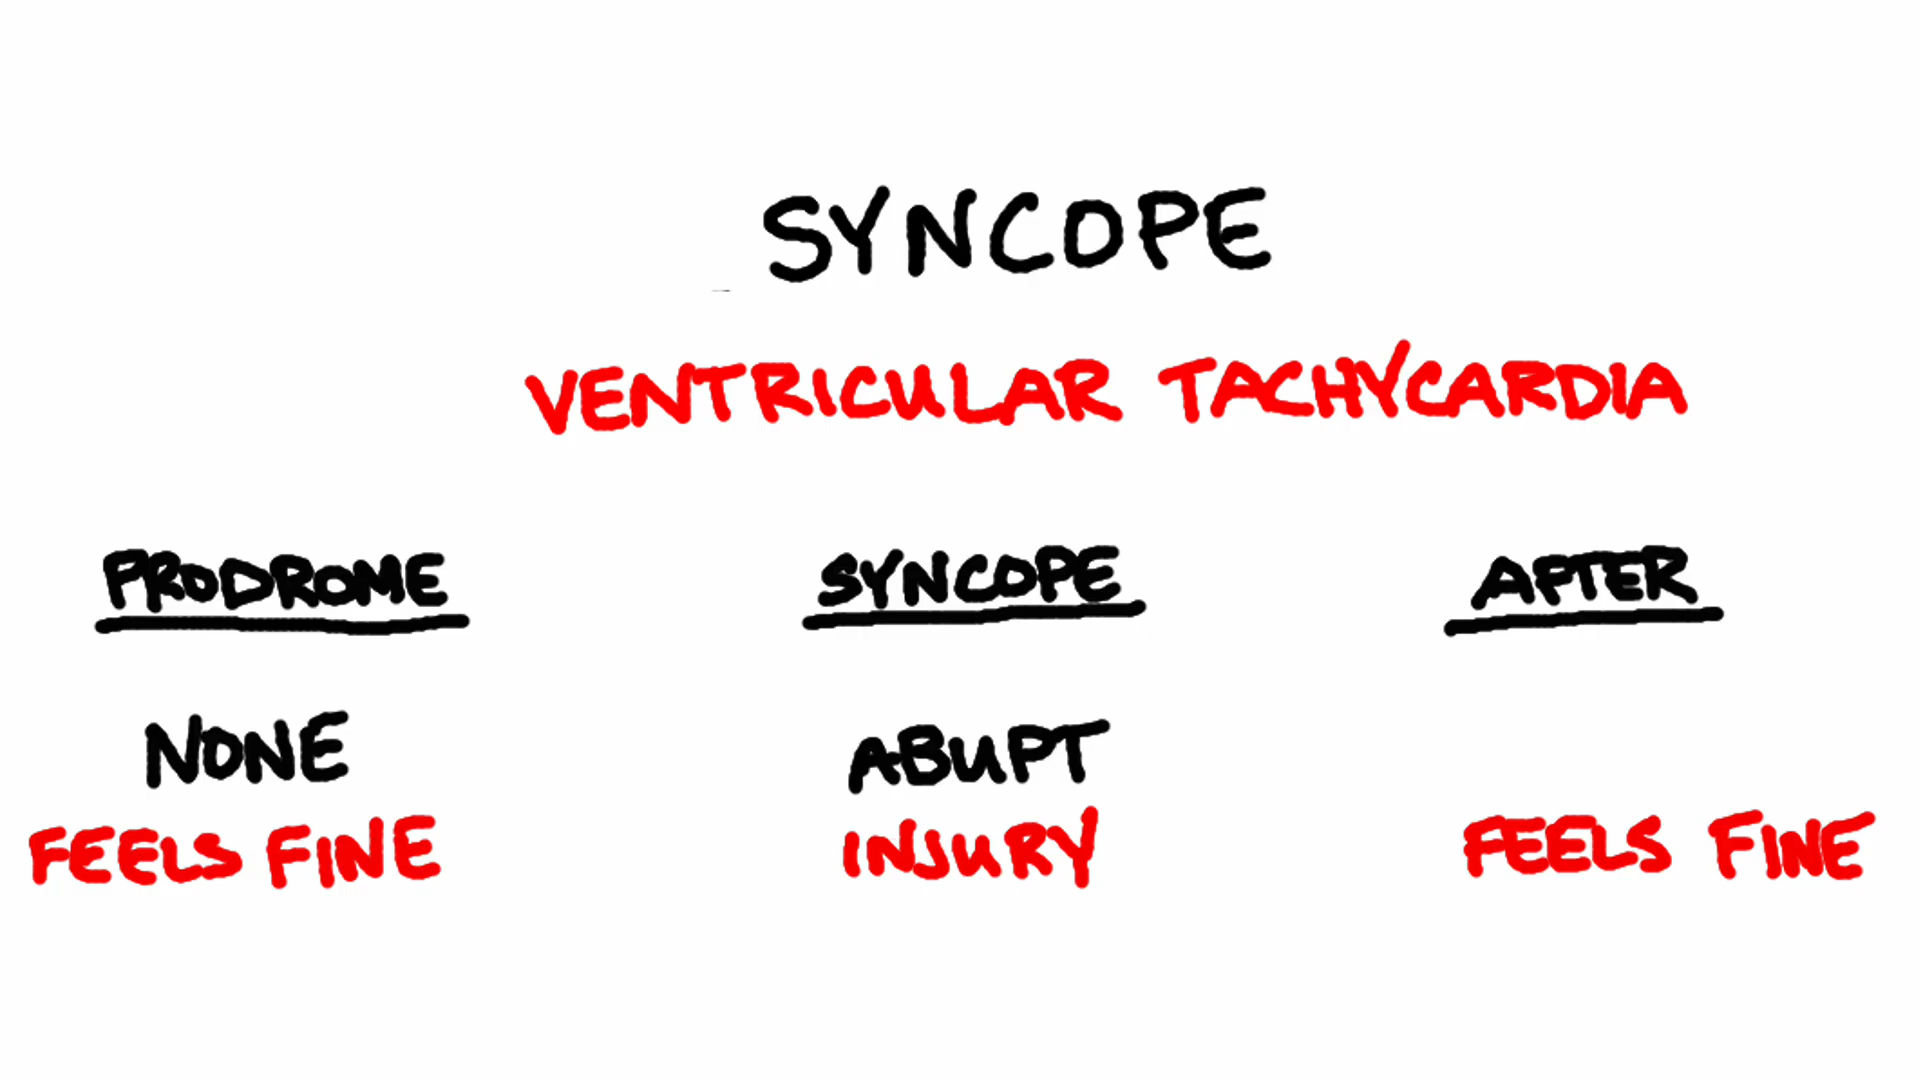 SYNCOPE
VENTRICULAR TACHYCARDIA
PRODROME SYNCOPE AFTER
NONE ABUPT
FEELS FINE INJURY FEELS FINE